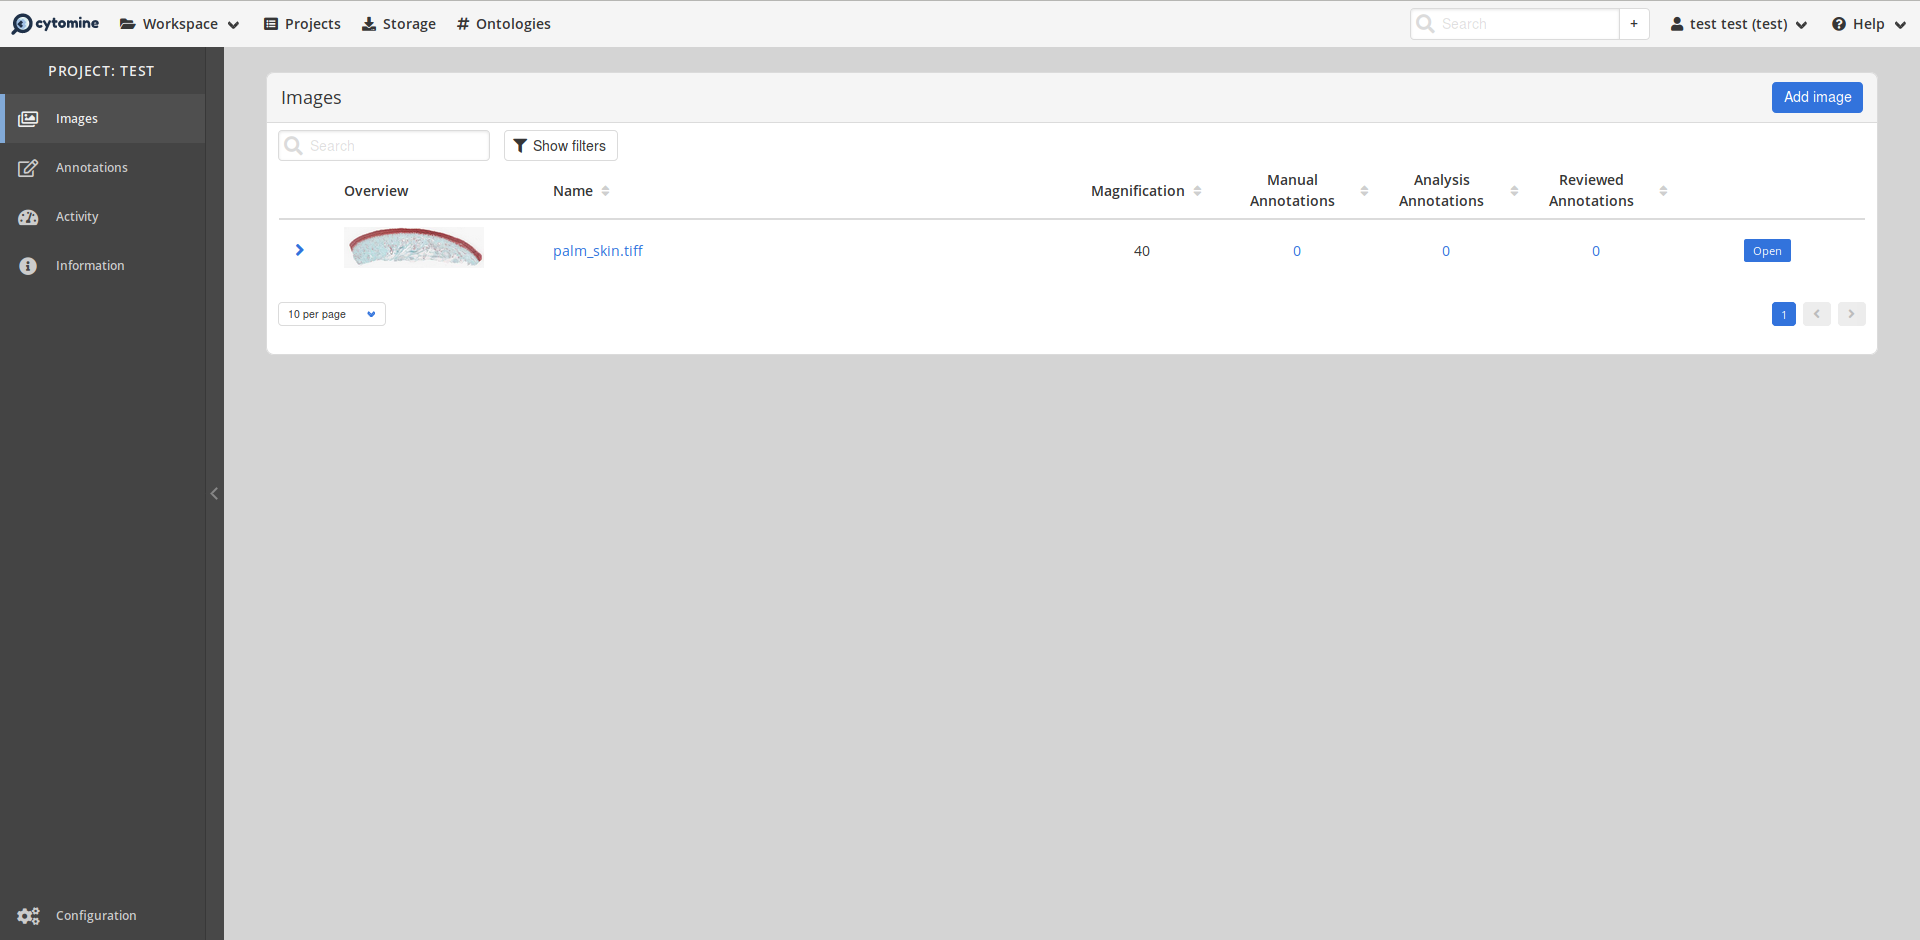 cytomine Workspace Projects Storage Ontologies Search + test test (test) Help
PROJECT: TEST
Images
Annotations
Activity
Information
Configuration
Images Add image
Search Show filters
Overview Name Magnification Manual Annotations Analysis Annotations Reviewed Annotations
palm_skin.tiff 40 0 0 0 Open
10 per page 1